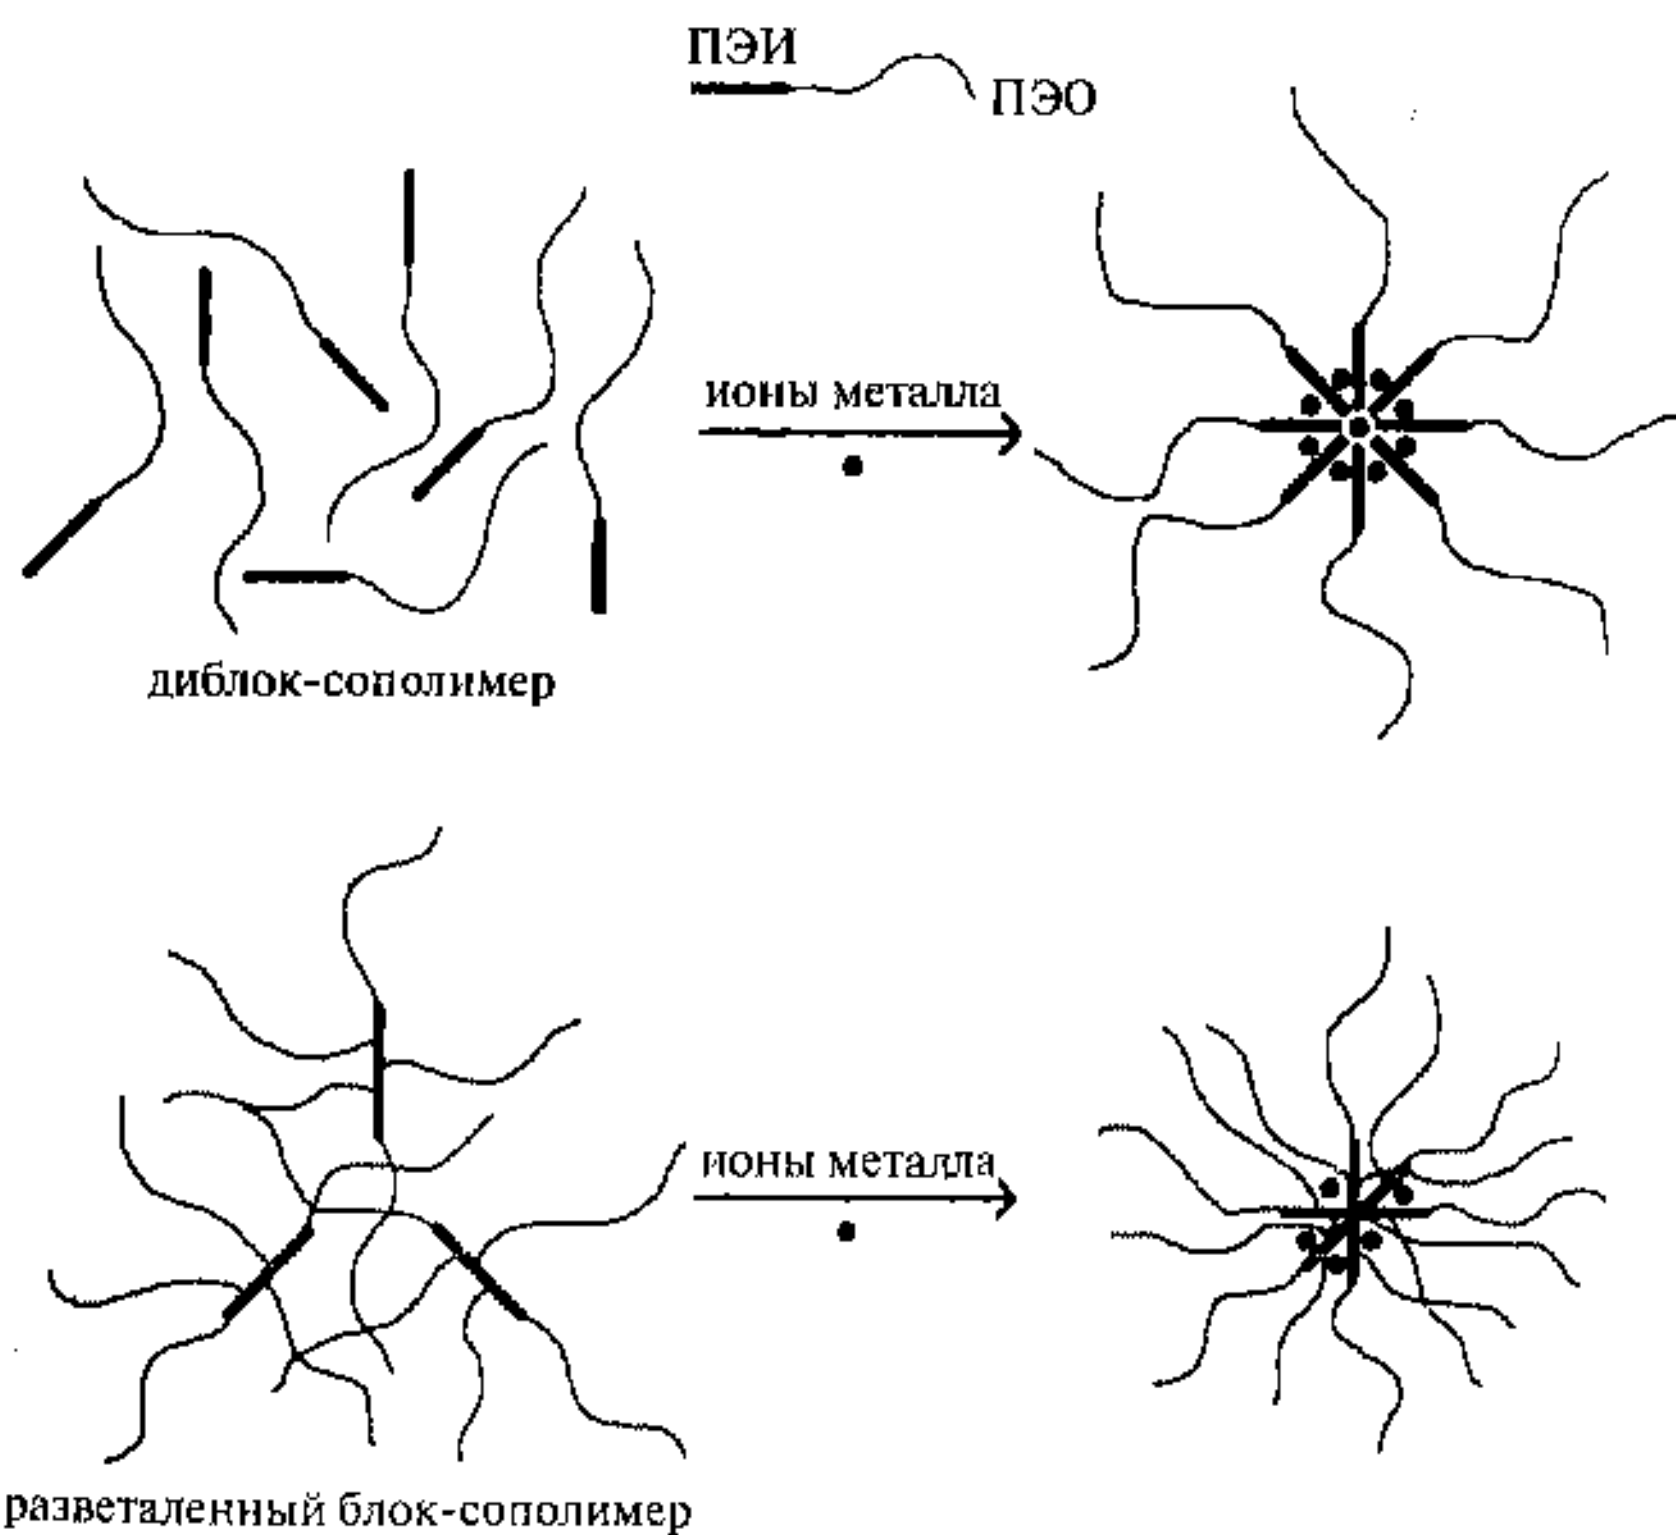 ПЭИ
ПЭО
ионы металла
диблок-сополимер
ионы металла
разветаленный блок-сополимер